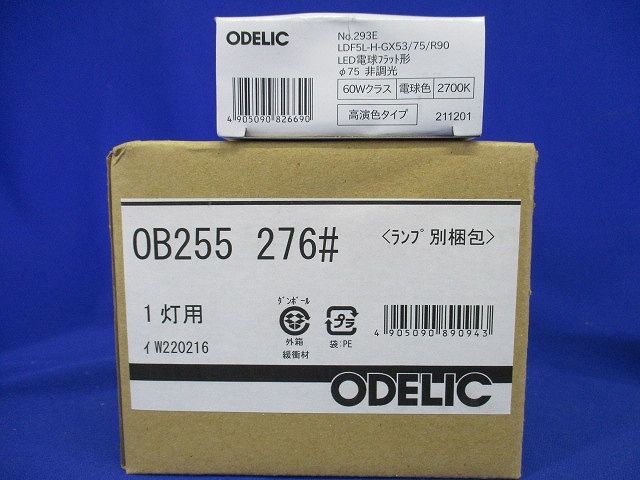 ODELIC
No.293E
LDF5L-H-GX53/75/R90
LED電球フラット形
φ75 非調光
60Wクラス 電球色 2700K
高演色タイプ
211201
4 905090 826690
OB255 276#
〈ﾗﾝﾌﾟ別梱包〉
1灯用
ｲ W220216
ﾀﾞﾝﾎﾞｰﾙ
外箱
緩衝材
プラ
袋:PE
4 905090 890943
ODELIC